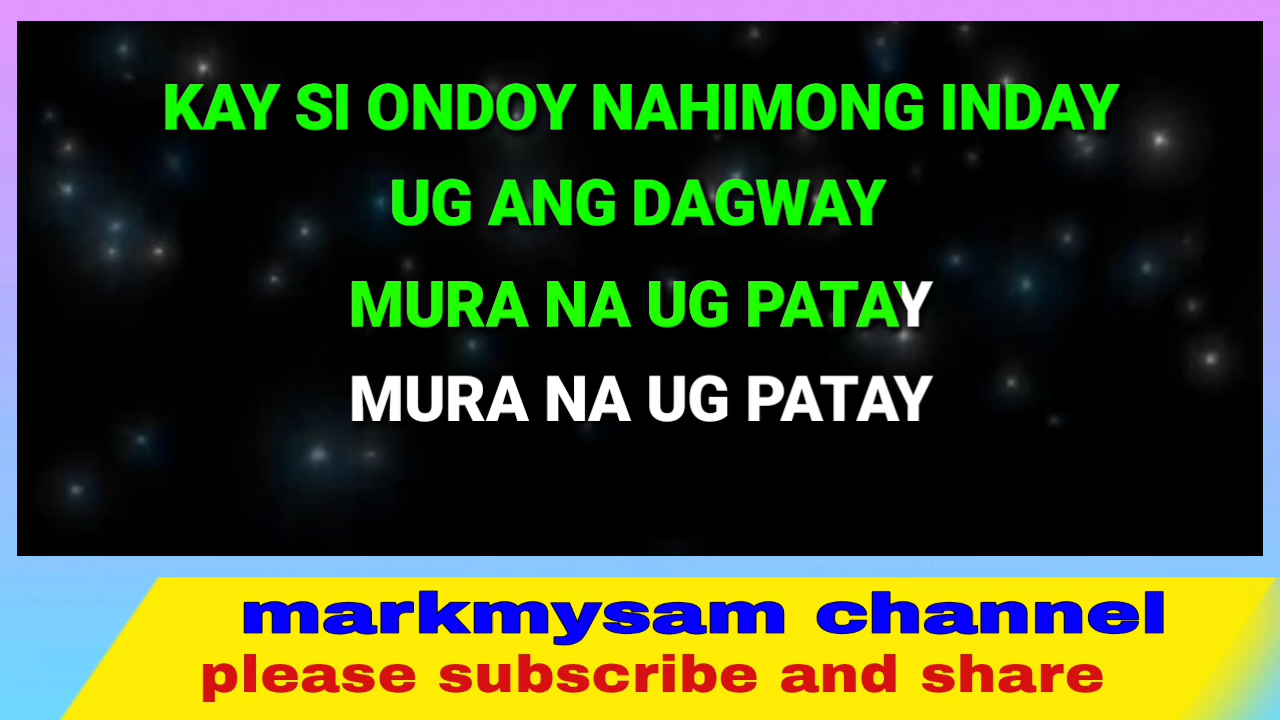 KAY SI ONDOY NAHIMONG INDAY
UG ANG DAGWAY
MURA NA UG PATAY
MURA NA UG PATAY
markmysam channel
please subscribe and share